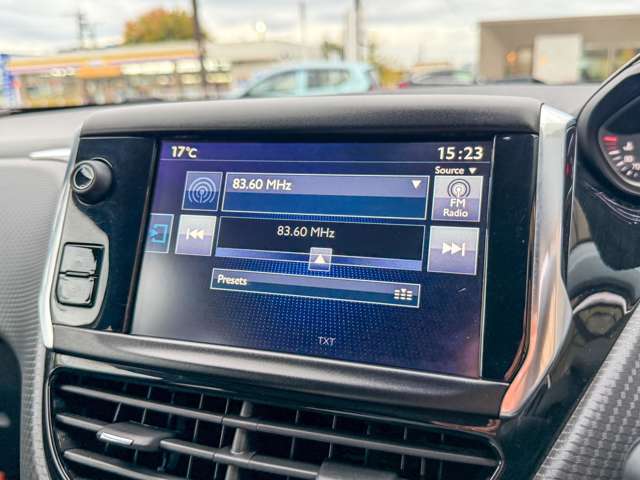 17°C
15:23
Source ▼
83.60 MHz ▼
FM
Radio
83.60 MHz
Presets
TXT